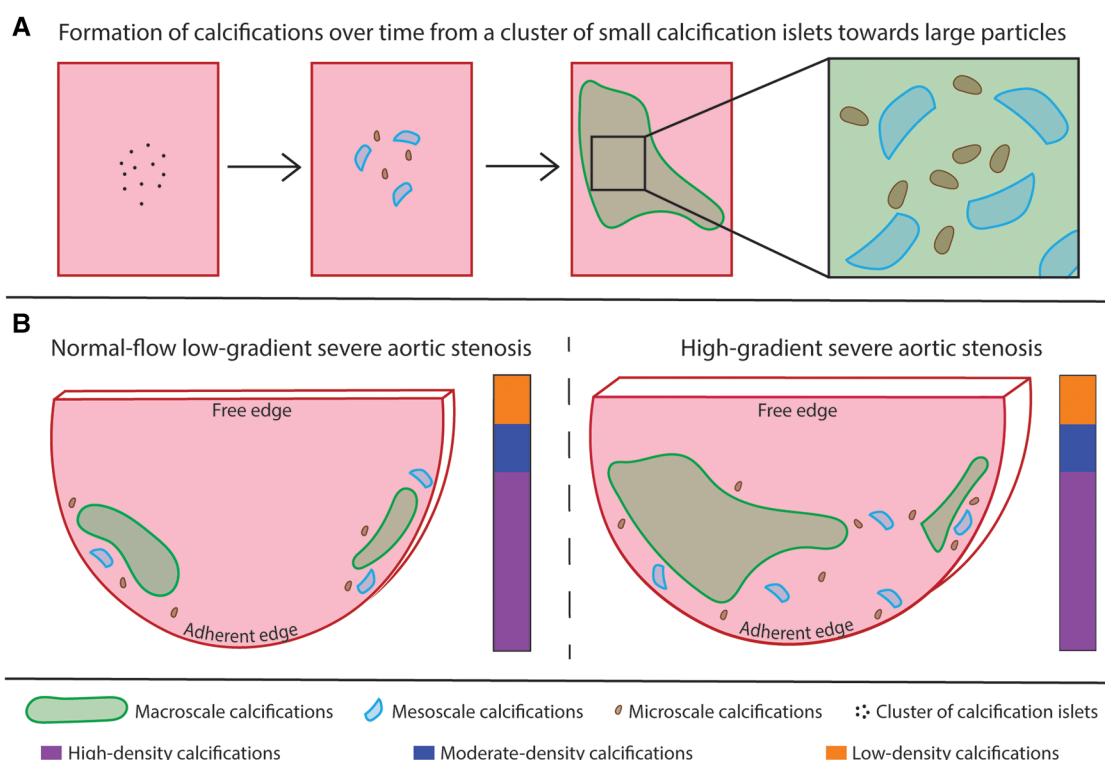 A
Formation of calcifications over time from a cluster of small calcification islets towards large particles
B
Normal-flow low-gradient severe aortic stenosis
High-gradient severe aortic stenosis
Free edge
Free edge
Adherent edge
Adherent edge
Macroscale calcifications
Mesoscale calcifications
Microscale calcifications
Cluster of calcification islets
High-density calcifications
Moderate-density calcifications
Low-density calcifications